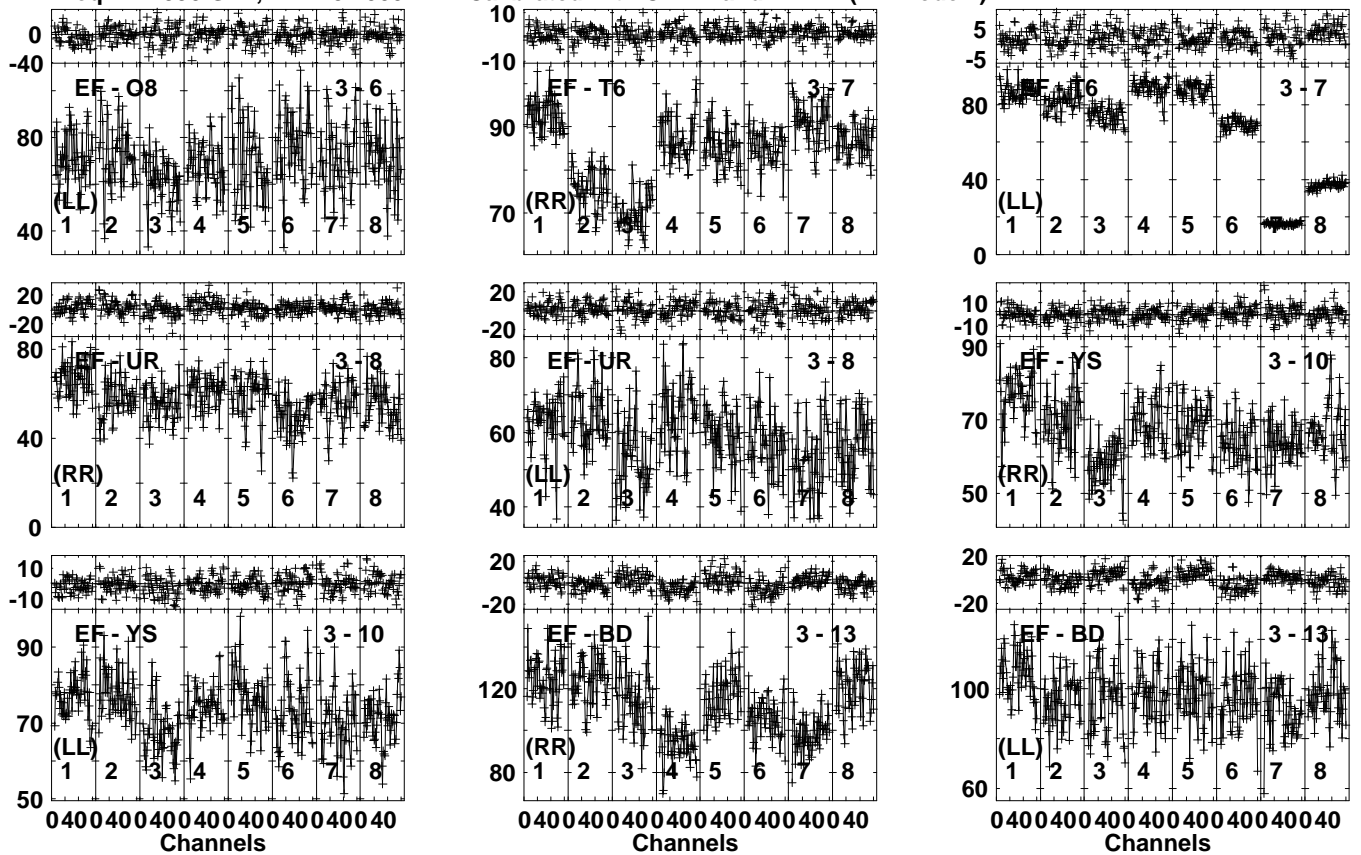 0
-40
EF - O8 3 - 6
80
40
(LL)
1 2 3 4 5 6 7 8
10
-10
EF - T6 3 - 7
90
70
(RR)
1 2 3 4 5 6 7 8
5
-5
EF - T6 3 - 7
80
40
0
(LL)
1 2 3 4 5 6 7 8
20
-20
80
EF - UR 3 - 8
40
0
(RR)
1 2 3 4 5 6 7 8
20
-20
80
EF - UR 3 - 8
60
40
(LL)
1 2 3 4 5 6 7 8
10
-10
90
EF - YS 3 - 10
70
50
(RR)
1 2 3 4 5 6 7 8
10
-10
EF - YS 3 - 10
90
70
50
(LL)
1 2 3 4 5 6 7 8
0 40 0 40 0 40 0 40 0 40 0 40 0 40 0 40
Channels
20
-20
EF - BD 3 - 13
120
80
(RR)
1 2 3 4 5 6 7 8
0 40 0 40 0 40 0 40 0 40 0 40 0 40 0 40
Channels
20
-20
EF - BD 3 - 13
100
60
(LL)
1 2 3 4 5 6 7 8
0 40 0 40 0 40 0 40 0 40 0 40 0 40 0 40
Channels